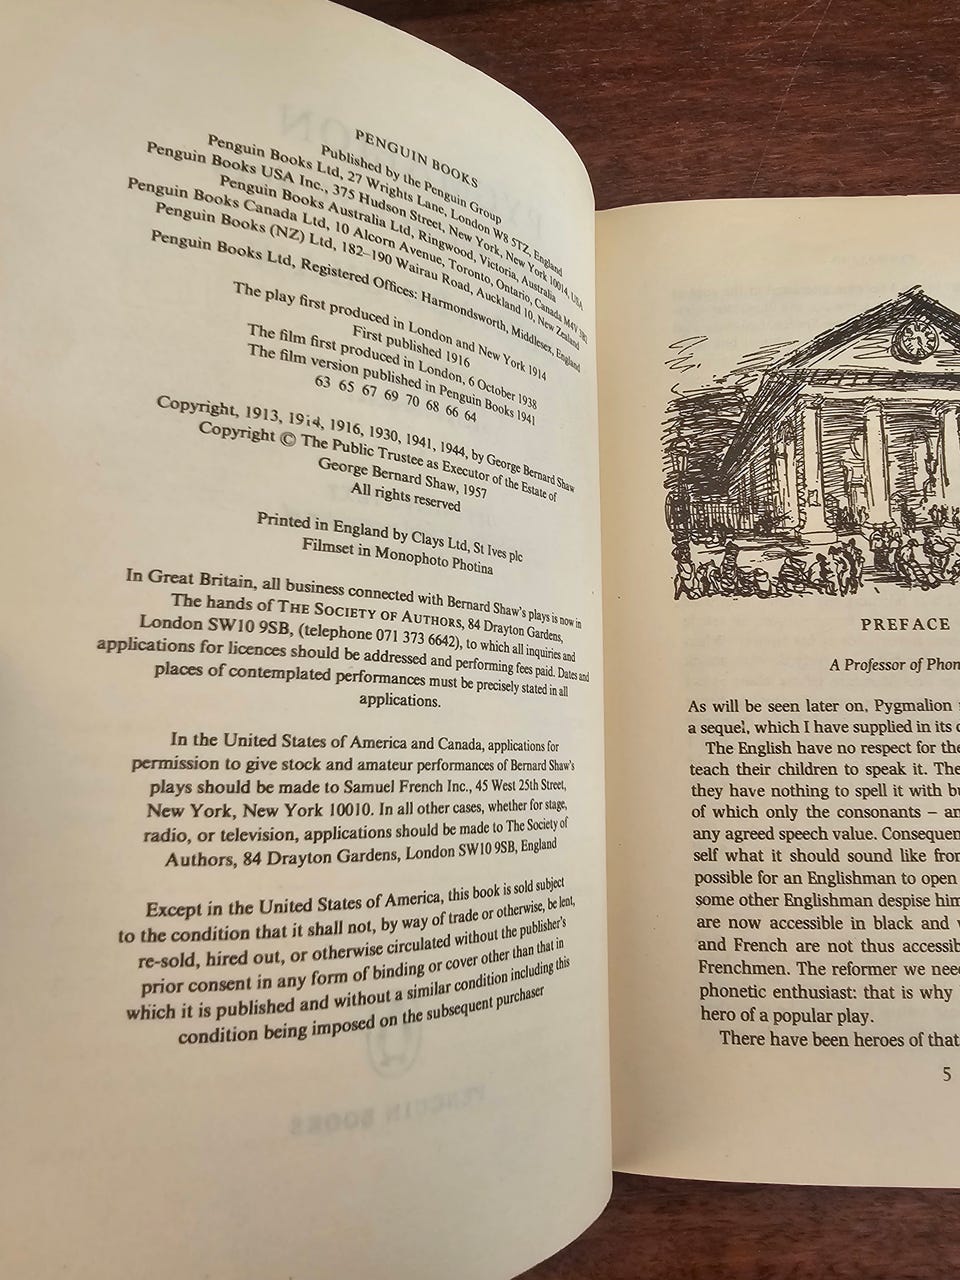 PENGUIN BOOKS
Published by the Penguin Group
Penguin Books Ltd, 27 Wrights Lane, London W8 5TZ, England
Penguin Books USA Inc., 375 Hudson Street, New York, New York 10014, USA
Penguin Books Australia Ltd, Ringwood, Victoria, Australia
Penguin Books Canada Ltd, 10 Alcorn Avenue, Toronto, Ontario, Canada M4V
Penguin Books (NZ) Ltd, 182–190 Wairau Road, Auckland 10, New Zealand
Penguin Books Ltd, Registered Offices: Harmondsworth, Middlesex, England
The play first produced in London and New York 1914
First published 1916
The film first produced in London, 6 October 1938
The film version published in Penguin Books 1941
63 65 67 69 70 68 66 64
Copyright, 1913, 1914, 1916, 1930, 1941, 1944, by George Bernard Shaw
Copyright © The Public Trustee as Executor of the Estate of
George Bernard Shaw, 1957
All rights reserved
Printed in England by Clays Ltd, St Ives plc
Filmset in Monophoto Photina
In Great Britain, all business connected with Bernard Shaw's plays is now in
The hands of THE SOCIETY OF AUTHORS, 84 Drayton Gardens,
London SW10 9SB, (telephone 071 373 6642), to which all inquiries and
applications for licences should be addressed and performing fees paid. Dates and
places of contemplated performances must be precisely stated in all
applications.
In the United States of America and Canada, applications for
permission to give stock and amateur performances of Bernard Shaw's
plays should be made to Samuel French Inc., 45 West 25th Street,
New York, New York 10010. In all other cases, whether for stage,
radio, or television, applications should be made to The Society of
Authors, 84 Drayton Gardens, London SW10 9SB, England
Except in the United States of America, this book is sold subject
to the condition that it shall not, by way of trade or otherwise, be lent,
re-sold, hired out, or otherwise circulated without the publisher's
prior consent in any form of binding or cover other than that in
which it is published and without a similar condition including this
condition being imposed on the subsequent purchaser
PREFACE
A Professor of Phon
As will be seen later on, Pygmalion
a sequel, which I have supplied in its
The English have no respect for the
teach their children to speak it. The
they have nothing to spell it with bu
of which only the consonants – an
any agreed speech value. Consequen
self what it should sound like from
possible for an Englishman to open
some other Englishman despise him
are now accessible in black and
and French are not thus accessib
Frenchmen. The reformer we need
phonetic enthusiast: that is why
hero of a popular play.
There have been heroes of that
5